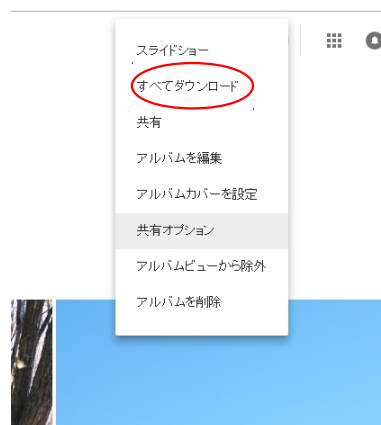 スライドショー
すべてダウンロード
共有
アルバムを編集
アルバムカバーを設定
共有オプション
アルバムビューから除外
アルバムを削除